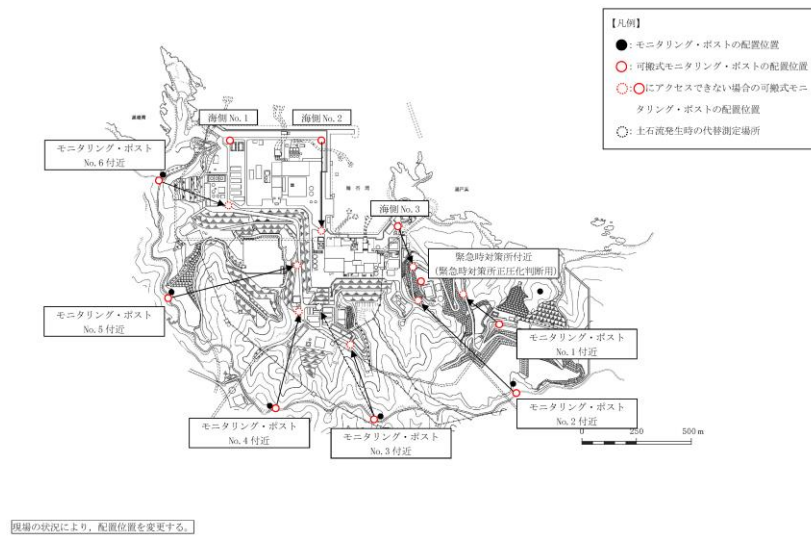 【凡例】
●: モニタリング・ポストの配置位置
○: 可搬式モニタリング・ポストの配置位置
○:○にアクセスできない場合の可搬式モニ
タリング・ポストの配置位置
○: 土石流発生時の代替測定場所
海側 No.1
海側 No.2
モニタリング・ポスト
No.6 付近
海側 No.3
緊急時対策所付近
(緊急時対策所正圧化判断用)
モニタリング・ポスト
No.5 付近
モニタリング・ポスト
No.1 付近
モニタリング・ポスト
No.2 付近
モニタリング・ポスト
No.4 付近
モニタリング・ポスト
No.3 付近
0 250 500 m
現場の状況により，配置位置を変更する。